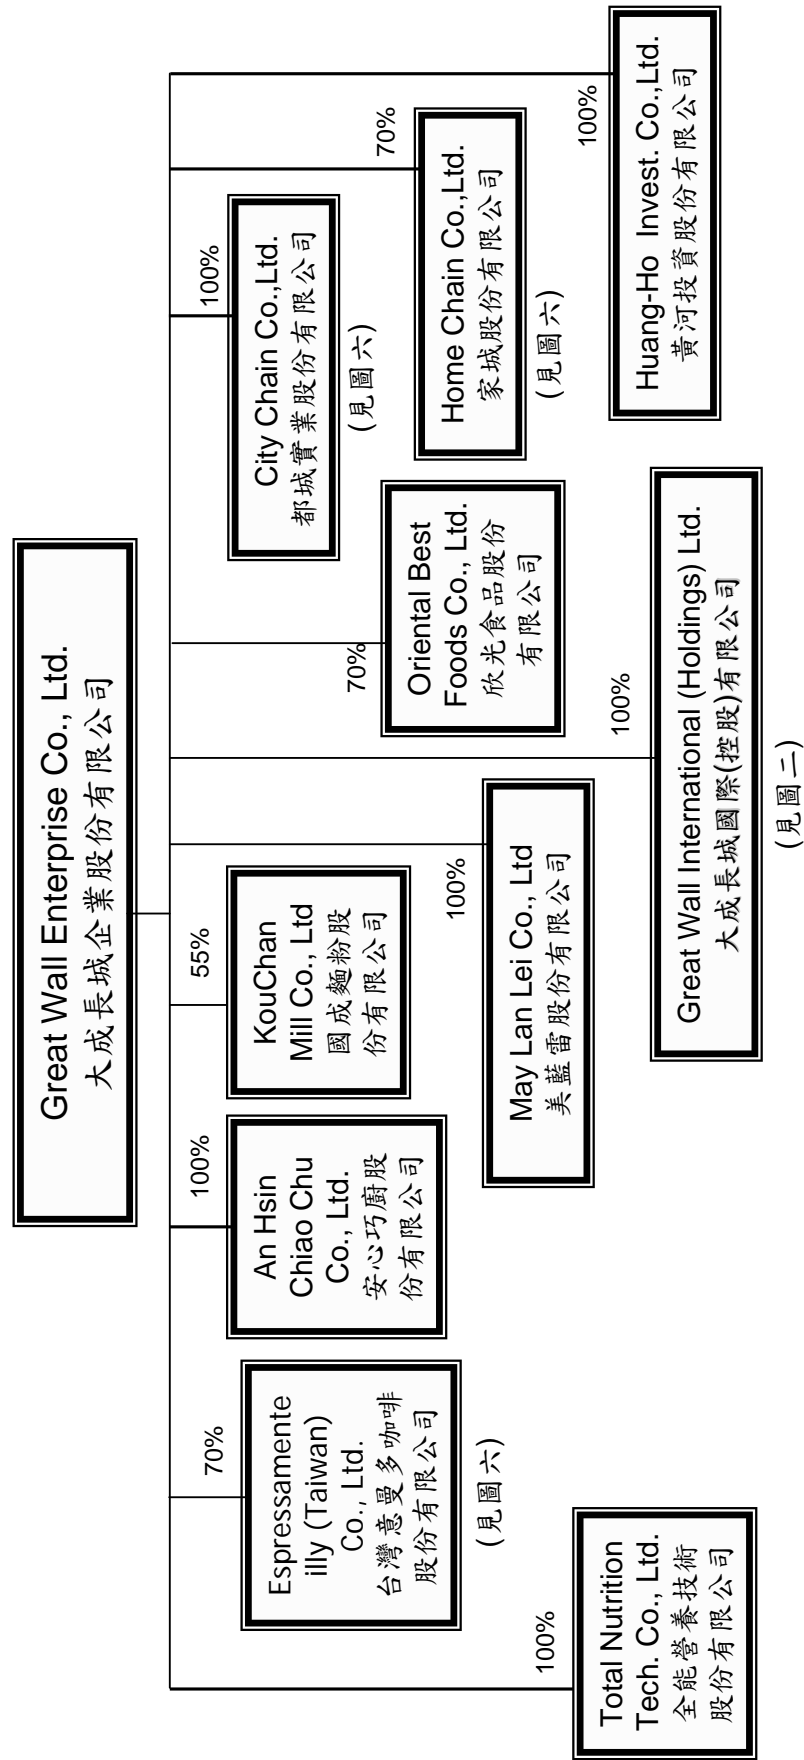 Great Wall Enterprise Co., Ltd.
大成長城企業股份有限公司
100%
Total Nutrition
Tech. Co., Ltd.
全能營養技術
股份有限公司
70%
Espressamente
illy (Taiwan)
Co., Ltd.
台灣意曼多咖啡
股份有限公司
(見圖六)
100%
An Hsin
Chiao Chu
Co., Ltd.
安心巧廚股
份有限公司
55%
KouChan
Mill Co., Ltd
國成麵粉股
份有限公司
100%
May Lan Lei Co., Ltd
美藍雷股份有限公司
100%
Great Wall International (Holdings) Ltd.
大成長城國際(控股)有限公司
(見圖二)
70%
Oriental Best
Foods Co., Ltd.
欣光食品股份
有限公司
100%
City Chain Co.,Ltd.
都城實業股份有限公司
(見圖六)
70%
Home Chain Co.,Ltd.
家城股份有限公司
(見圖六)
100%
Huang-Ho Invest. Co.,Ltd.
黃河投資股份有限公司